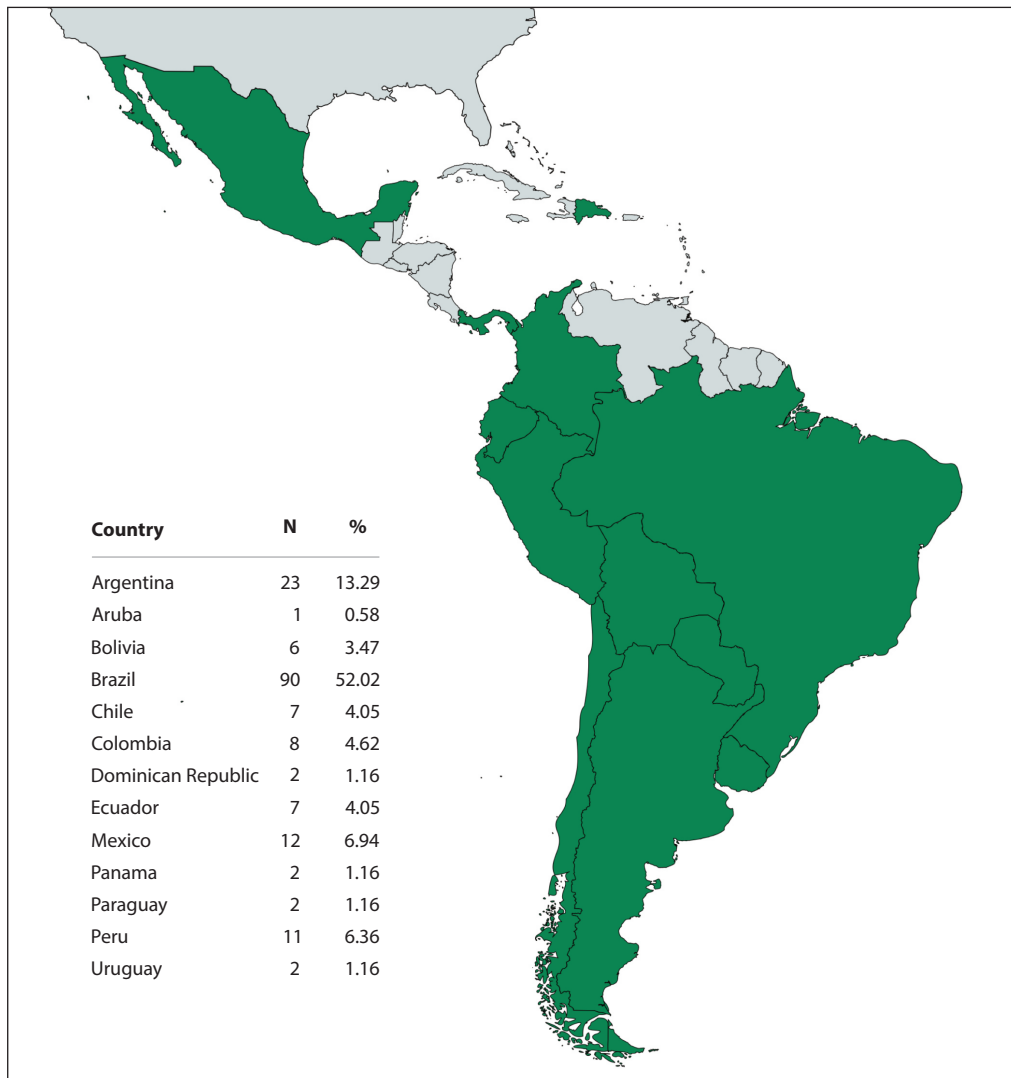 Country N %
Argentina 23 13.29
Aruba 1 0.58
Bolivia 6 3.47
Brazil 90 52.02
Chile 7 4.05
Colombia 8 4.62
Dominican Republic 2 1.16
Ecuador 7 4.05
Mexico 12 6.94
Panama 2 1.16
Paraguay 2 1.16
Peru 11 6.36
Uruguay 2 1.16